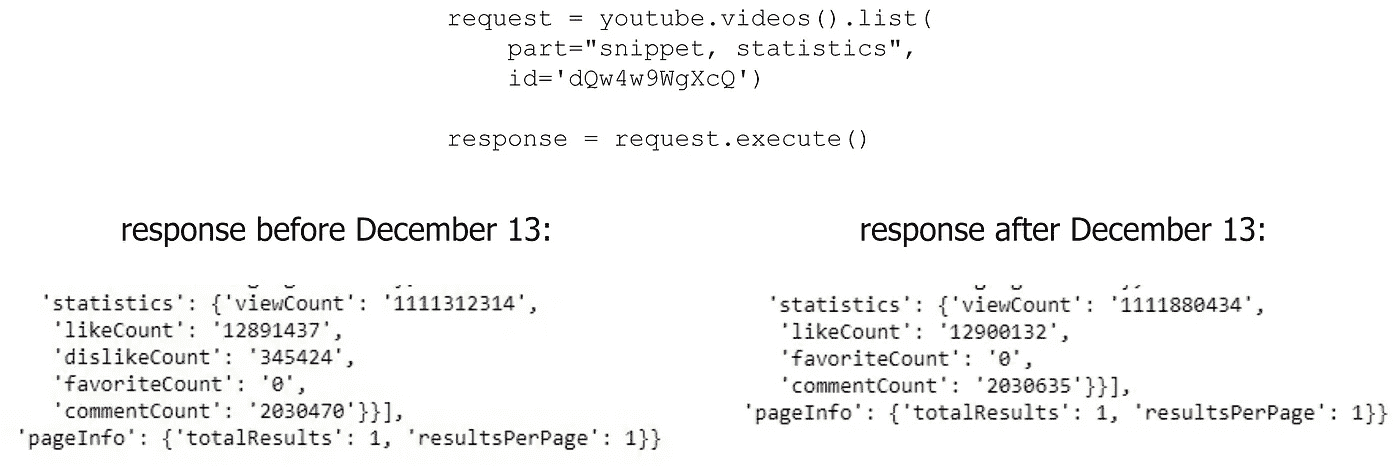 request = youtube.videos().list(
    part="snippet, statistics",
    id='dQw4w9WgXcQ')
response = request.execute()
response before December 13:
'statistics': {'viewCount': '1111312314',
'likeCount': '12891437',
'dislikeCount': '345424',
'favoriteCount': '0',
'commentCount': '2030470'}}],
'pageInfo': {'totalResults': 1, 'resultsPerPage': 1}}
response after December 13:
'statistics': {'viewCount': '1111880434',
'likeCount': '12900132',
'favoriteCount': '0',
'commentCount': '2030635'}}],
'pageInfo': {'totalResults': 1, 'resultsPerPage': 1}}